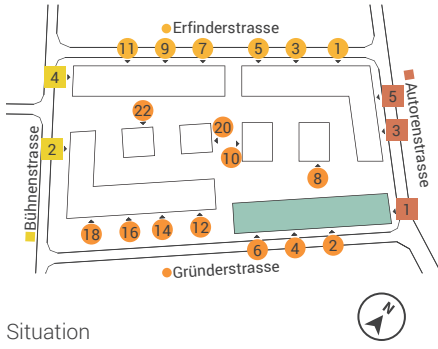 Erfinderstrasse
11 9 7 5 3 1
4
5
Autorenstrasse
22
20
3
2
10
8
Bühnenstrasse
1
18 16 14 12
6 4 2
Gründerstrasse
N
Situation